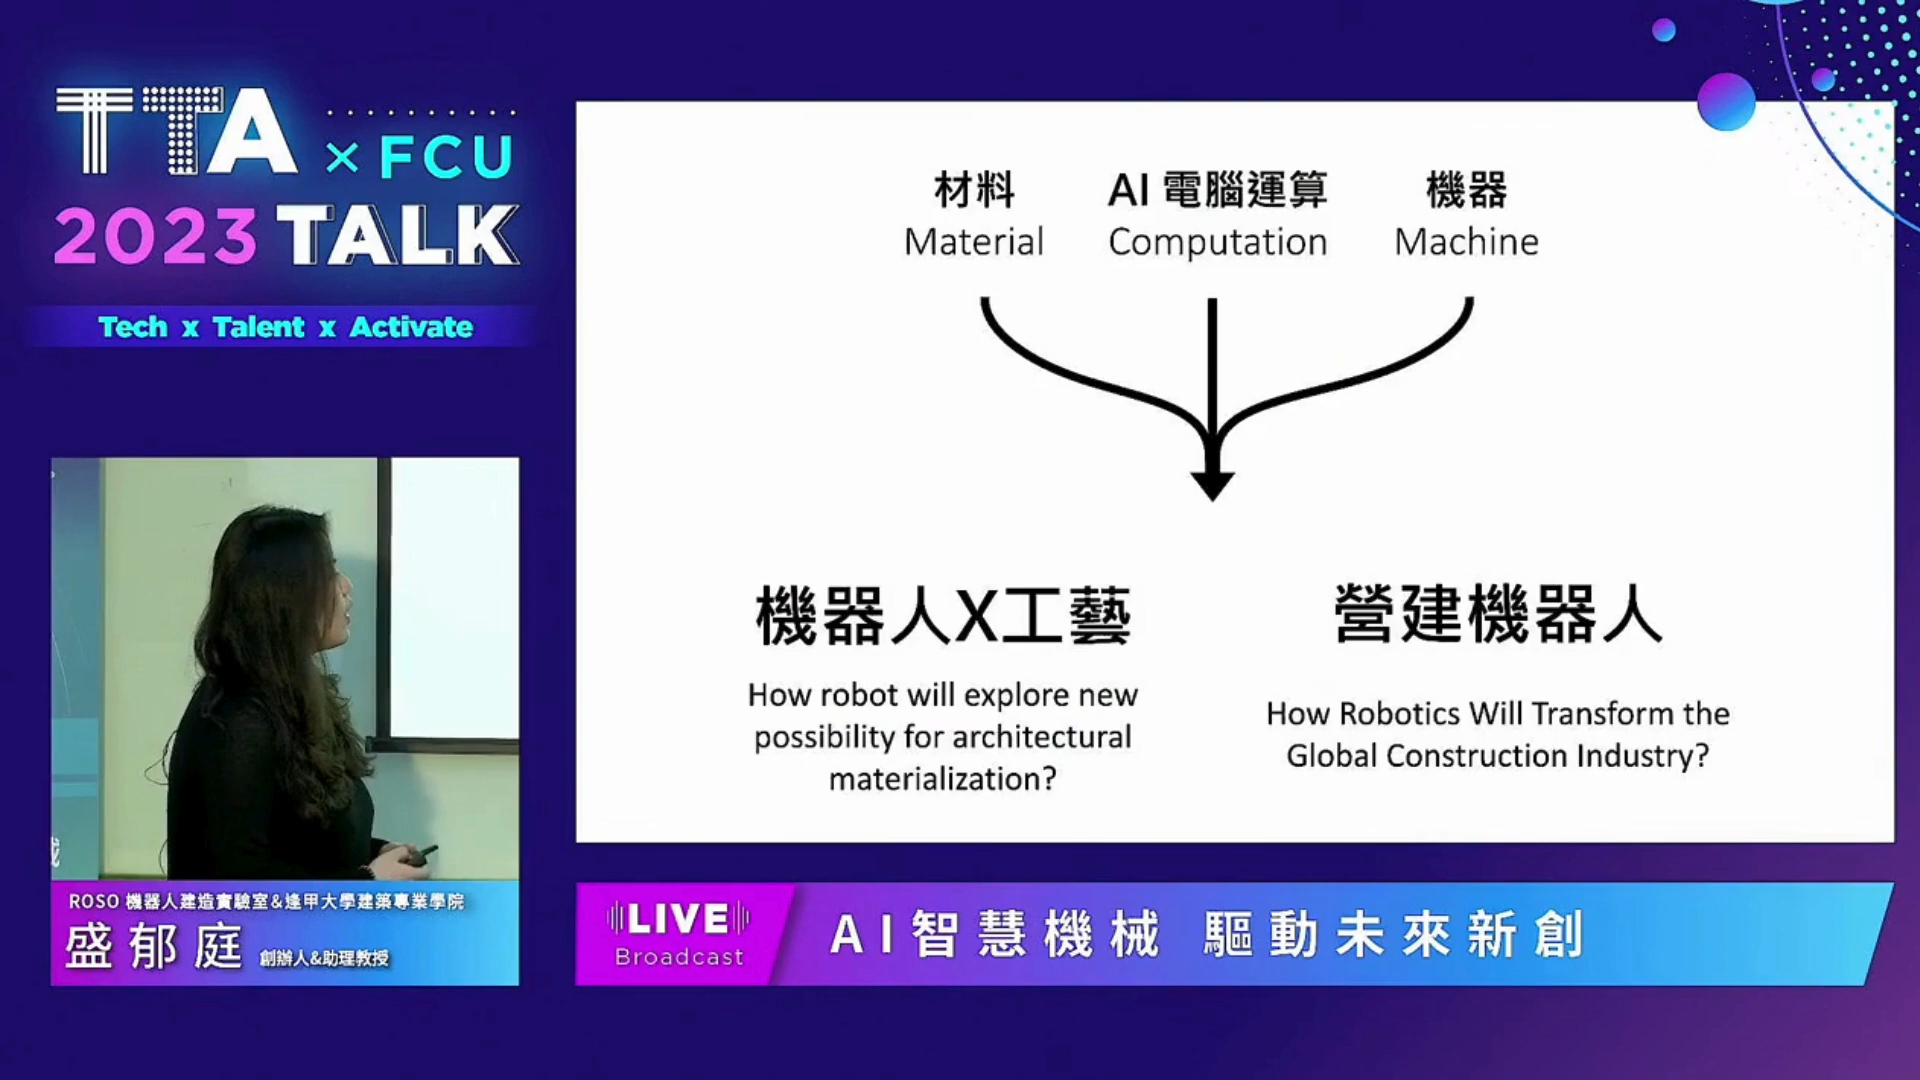 TTA × FCU
2023 TALK
Tech x Talent x Activate
材料
Material
AI 電腦運算
Computation
機器
Machine
機器人X工藝
How robot will explore new
possibility for architectural
materialization?
營建機器人
How Robotics Will Transform the
Global Construction Industry?
ROSO 機器人建造實驗室&逢甲大學建築專業學院
盛郁庭 創辦人&助理教授
LIVE
Broadcast
AI智慧機械 驅動未來新創